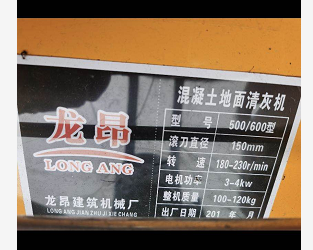 混凝土地面清灰机
龙昂
LONG ANG
龙昂建筑机械厂
LONG ANG JIAN ZHU JI XIE CHANG
型 号 500/600型
滚刀直径 150mm
转 速 180-230r/min
电机功率 3~4kw
整机质量 100~120kg
出厂日期 201 年 月